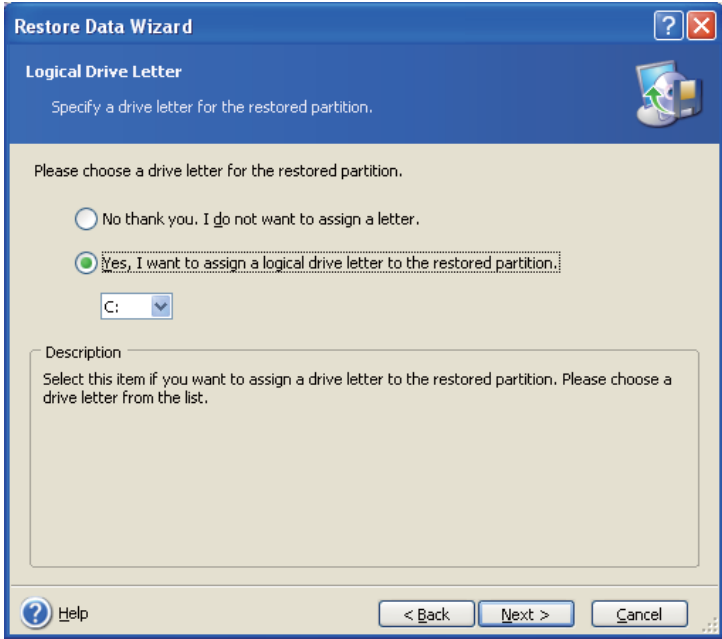 Restore Data Wizard
Logical Drive Letter
Specify a drive letter for the restored partition.
Please choose a drive letter for the restored partition.
No thank you. I do not want to assign a letter.
Yes, I want to assign a logical drive letter to the restored partition.
C:
Description
Select this item if you want to assign a drive letter to the restored partition. Please choose a
drive letter from the list.
Help
< Back
Next >
Cancel